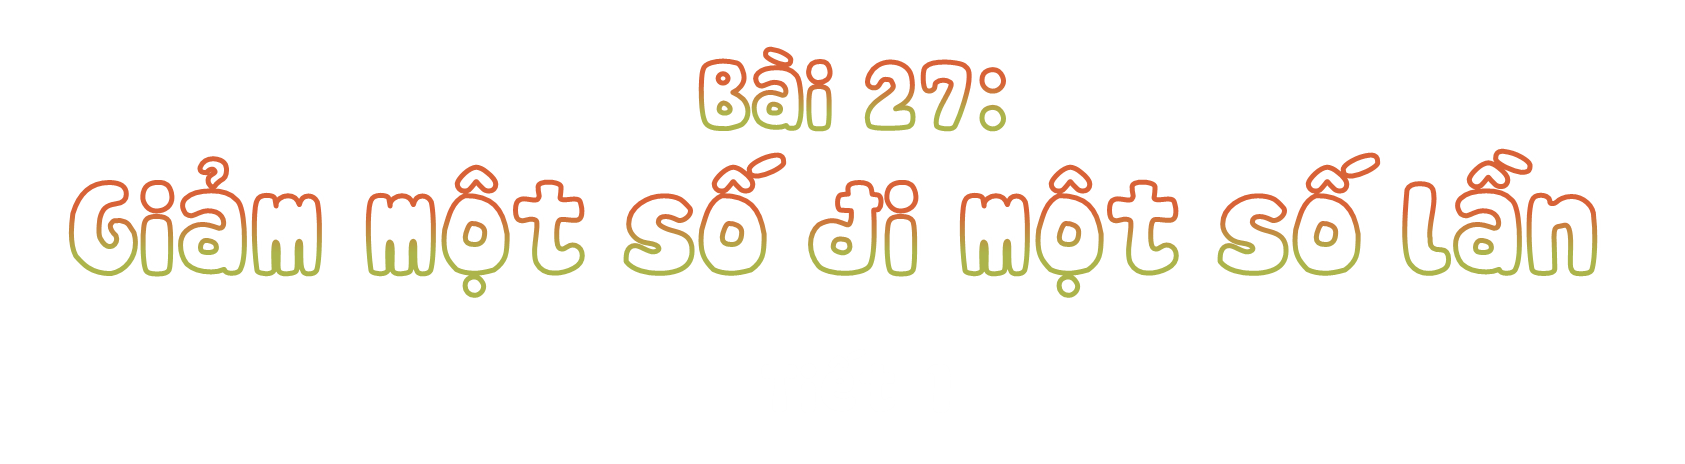 Bài 27:
Giảm một số đi một số lần